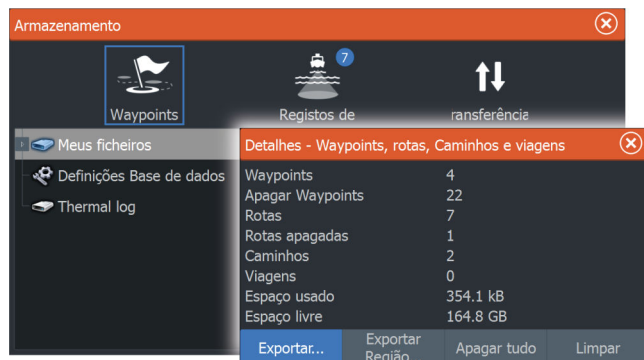 Armazenamento
7
Waypoints
Registos de
ransferência
Meus ficheiros
Definições Base de dados
Thermal log
Detalhes - Waypoints, rotas, Caminhos e viagens
Waypoints 4
Apagar Waypoints 22
Rotas 7
Rotas apagadas 1
Caminhos 2
Viagens 0
Espaço usado 354.1 kB
Espaço livre 164.8 GB
Exportar...
Exportar
Região...
Apagar tudo
Limpar